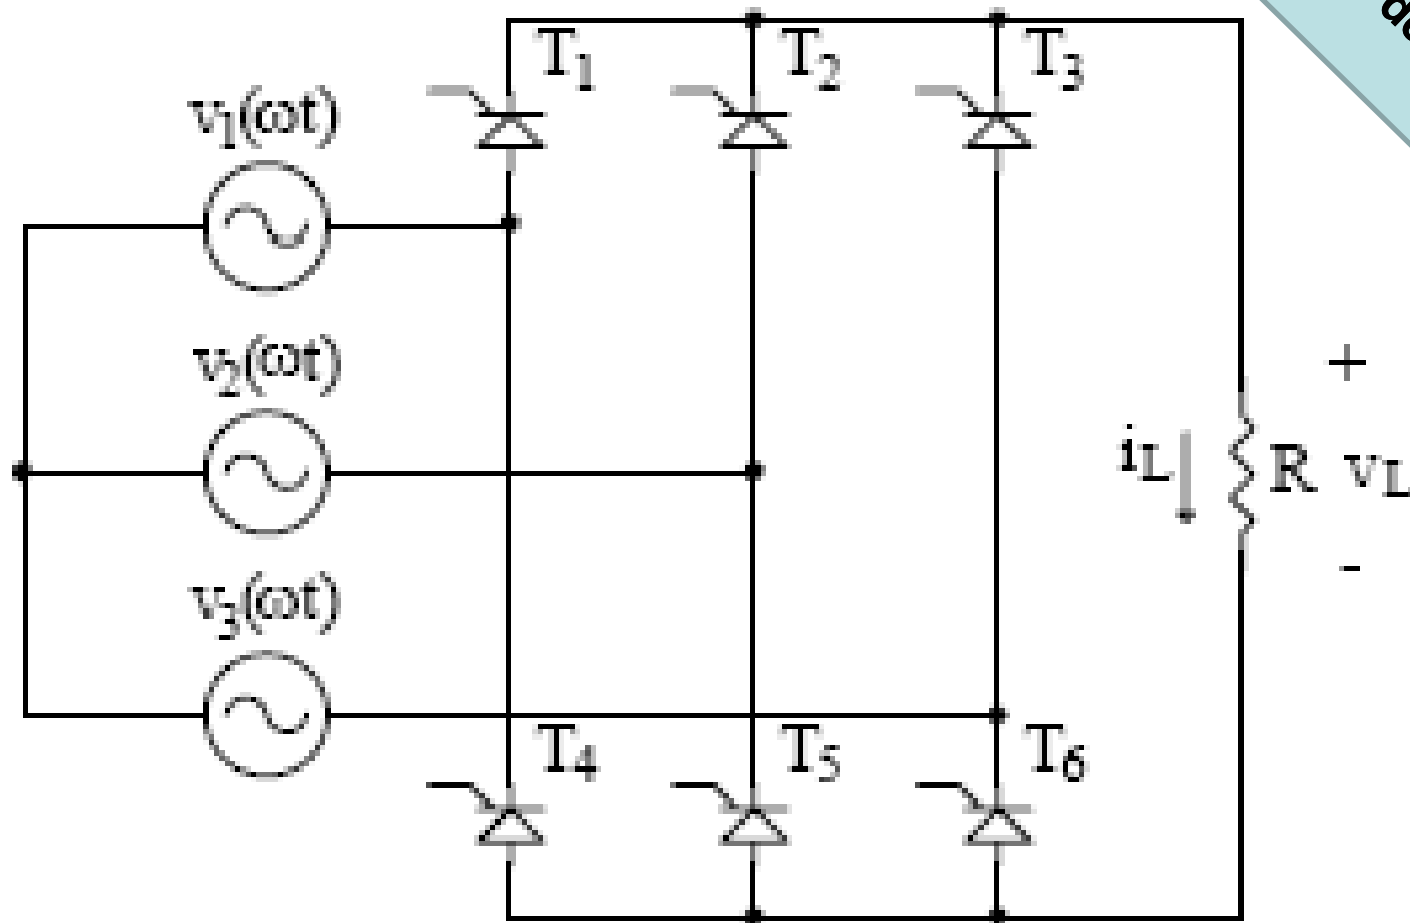 T1 T2 T3
v1(ωt)
v2(ωt)
+
iL R vL
-
v3(ωt)
T4 T5 T6